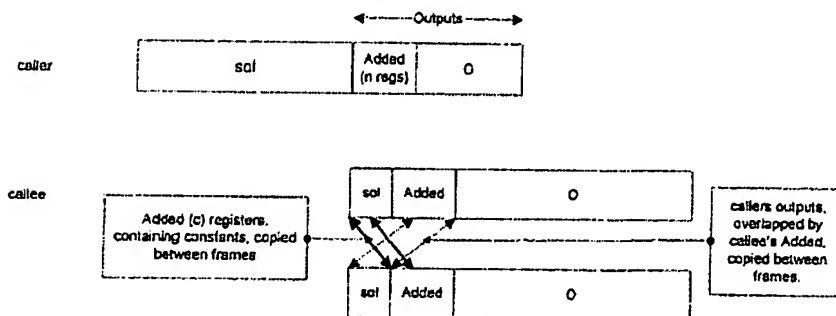 Outputs
caller
sol
Added
(n regs)
O
callee
sol
Added
O
Added (c) registers,
containing constants, copied
between frames
callers outputs,
overlapped by
callee's Added,
copied between
frames.
sol
Added
O